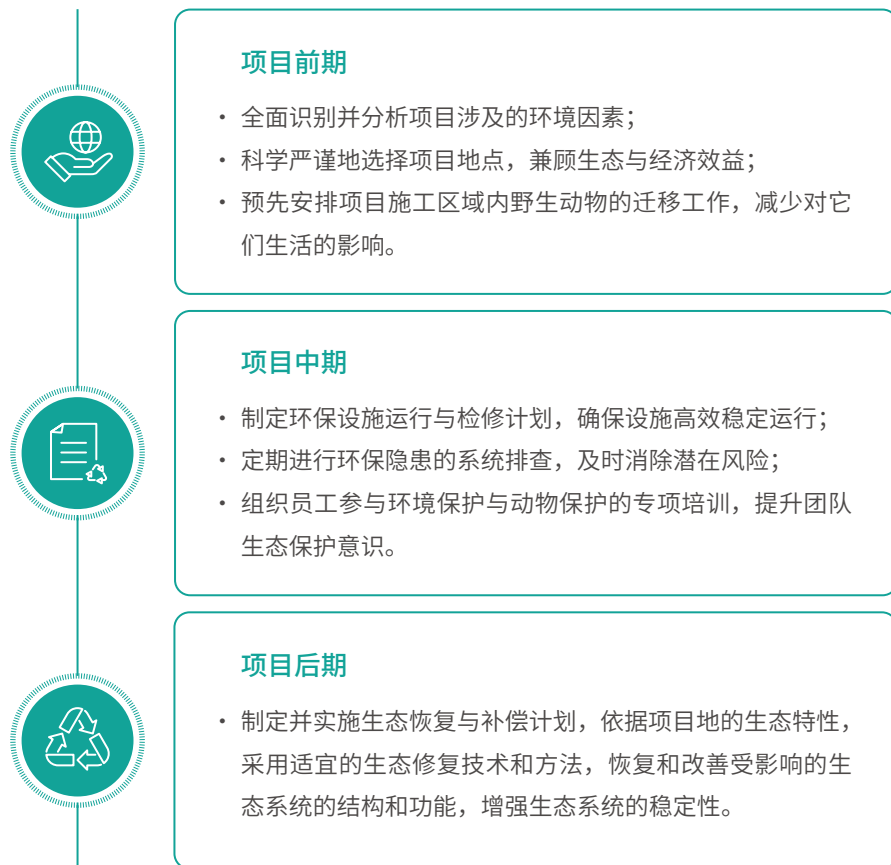 项目前期
· 全面识别并分析项目涉及的环境因素；
· 科学严谨地选择项目地点，兼顾生态与经济效益；
· 预先安排项目施工区域内野生动物的迁移工作，减少对它
们生活的影响。
项目中期
· 制定环保设施运行与检修计划，确保设施高效稳定运行；
· 定期进行环保隐患的系统排查，及时消除潜在风险；
· 组织员工参与环境保护与动物保护的专项培训，提升团队
生态保护意识。
项目后期
· 制定并实施生态恢复与补偿计划，依据项目地的生态特性，
采用适宜的生态修复技术和方法，恢复和改善受影响的生
态系统的结构和功能，增强生态系统的稳定性。